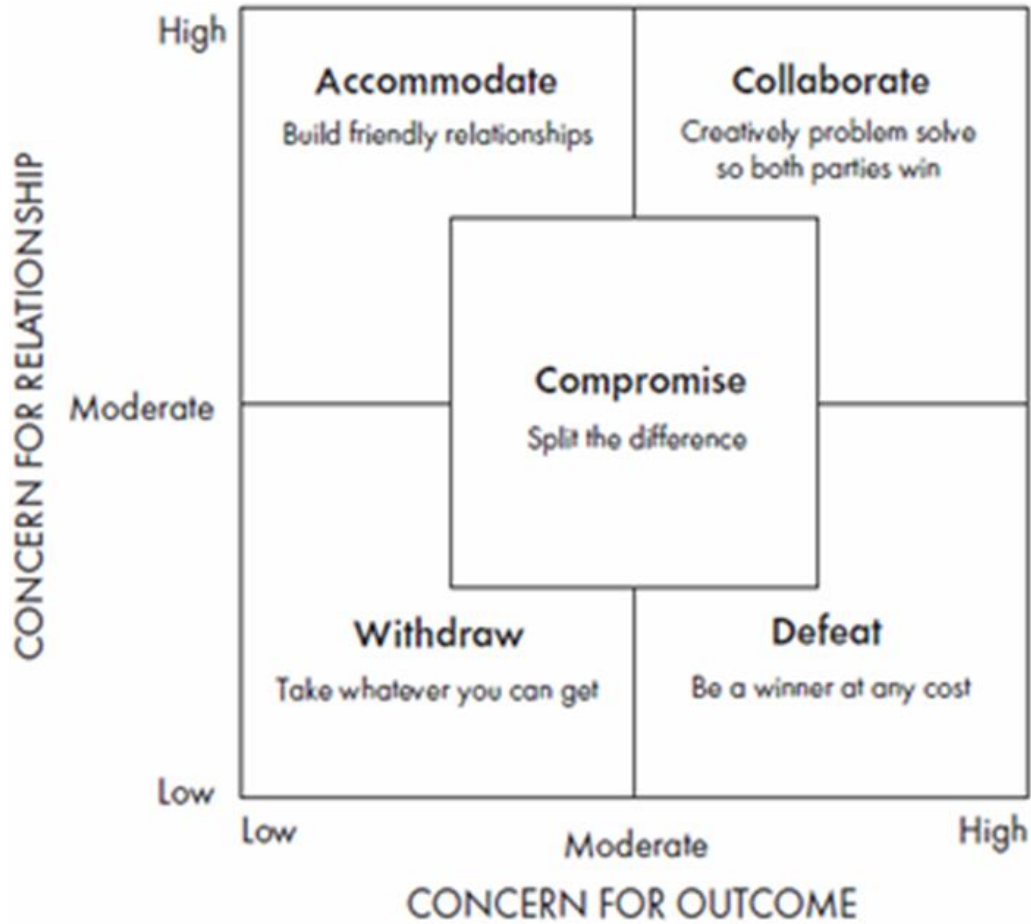 High
Accommodate
Build friendly relationships
Collaborate
Creatively problem solve
so both parties win
CONCERN FOR RELATIONSHIP
Moderate
Compromise
Split the difference
Withdraw
Take whatever you can get
Defeat
Be a winner at any cost
Low
Low
Moderate
High
CONCERN FOR OUTCOME